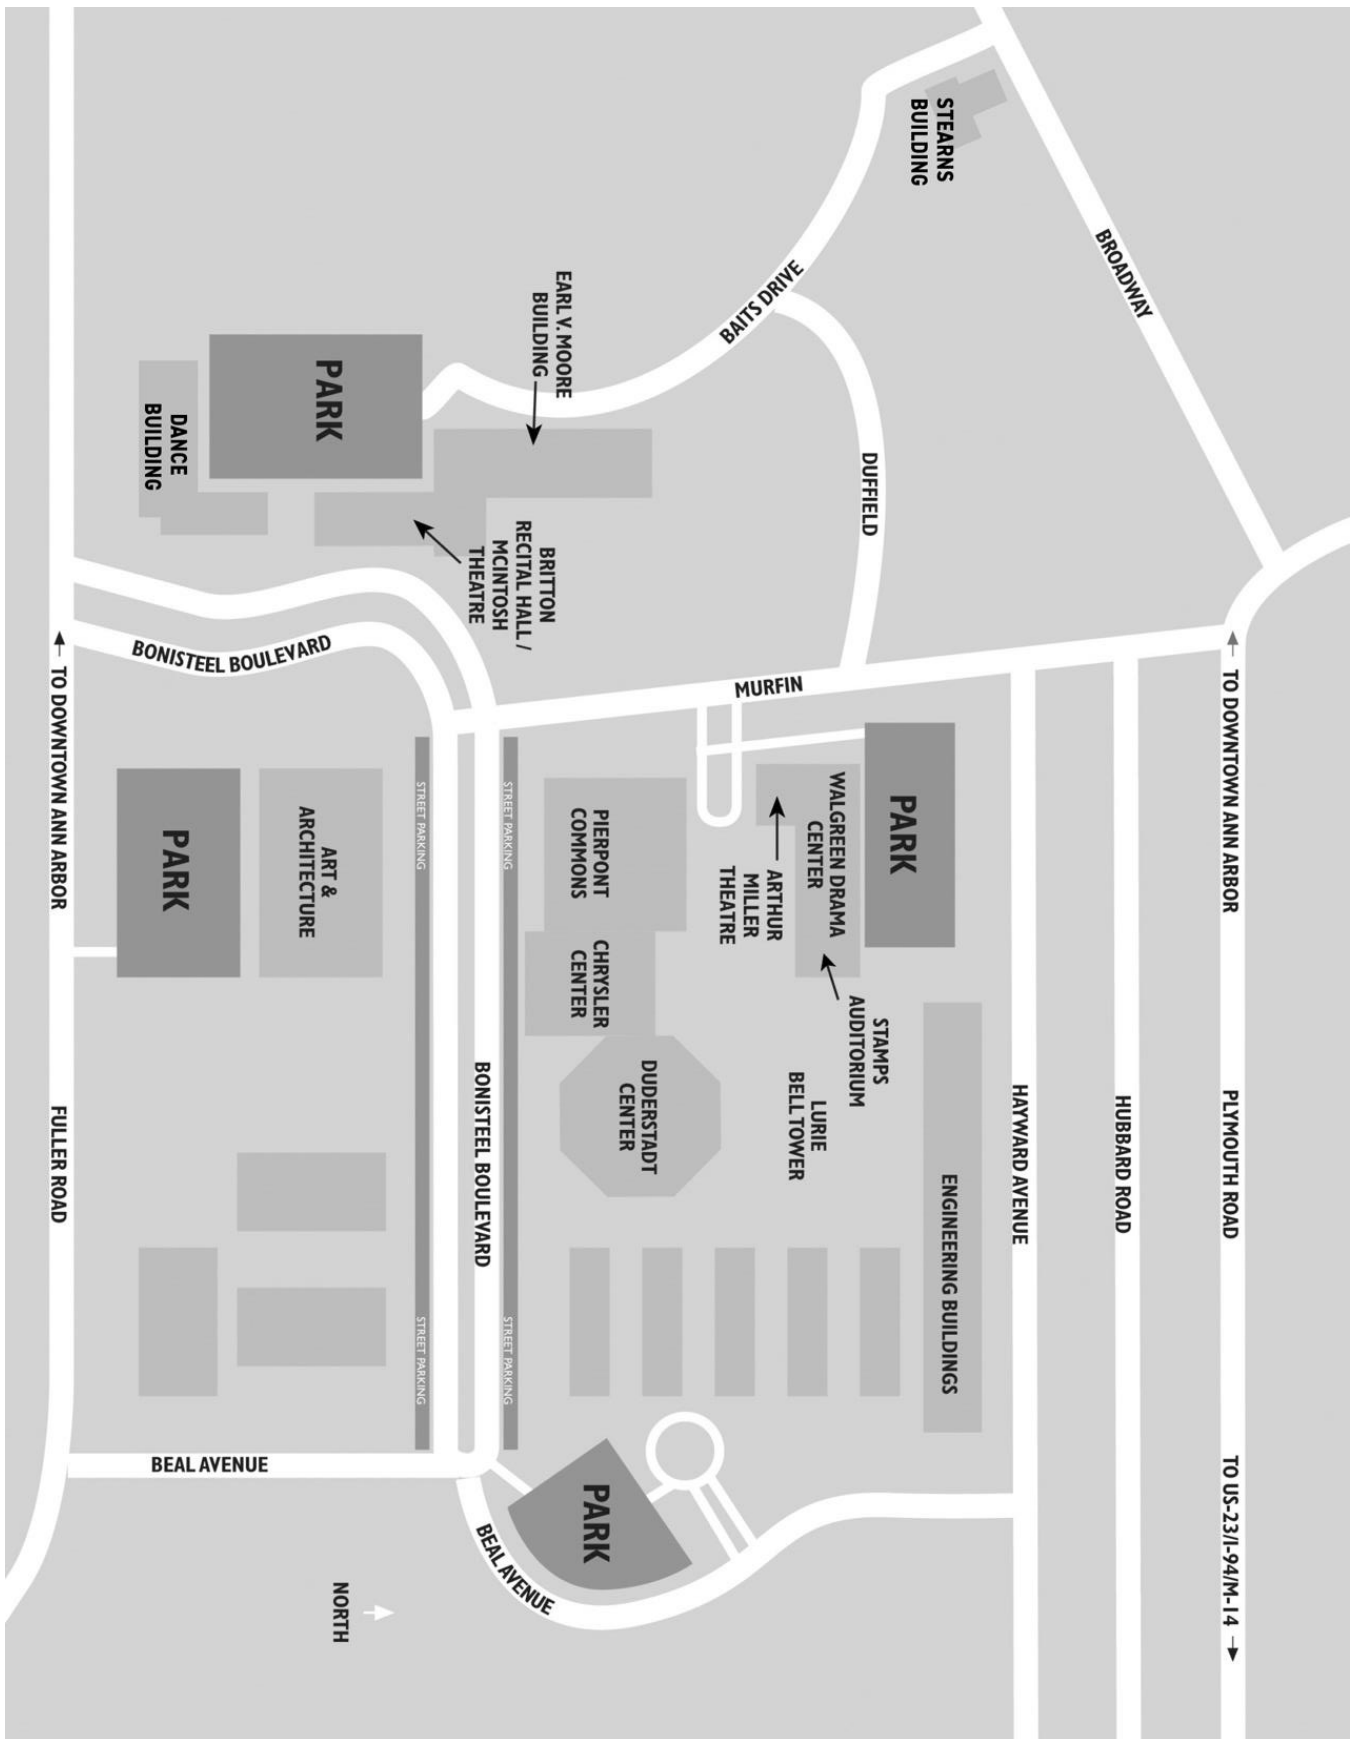 STEARNS
BUILDING
BROADWAY
BAITS DRIVE
EARL V. MOORE
BUILDING
PARK
DANCE
BUILDING
DUFFIELD
BRITTON
RECITAL HALL /
MCINTOSH
THEATRE
BONISTEEL BOULEVARD
MURFIN
TO DOWNTOWN ANN ARBOR
PLYMOUTH ROAD
TO US-23/I-94/M-14
HUBBARD ROAD
HAYWARD AVENUE
PARK
WALGREEN DRAMA
CENTER
ARTHUR
MILLER
THEATRE
STAMPS
AUDITORIUM
LURIE
BELL TOWER
ENGINEERING BUILDINGS
PIERPONT
COMMONS
CHRYSLER
CENTER
DUDERSTADT
CENTER
STREET PARKING
STREET PARKING
BONISTEEL BOULEVARD
STREET PARKING
STREET PARKING
ART &
ARCHITECTURE
PARK
TO DOWNTOWN ANN ARBOR
FULLER ROAD
BEAL AVENUE
PARK
BEAL AVENUE
NORTH